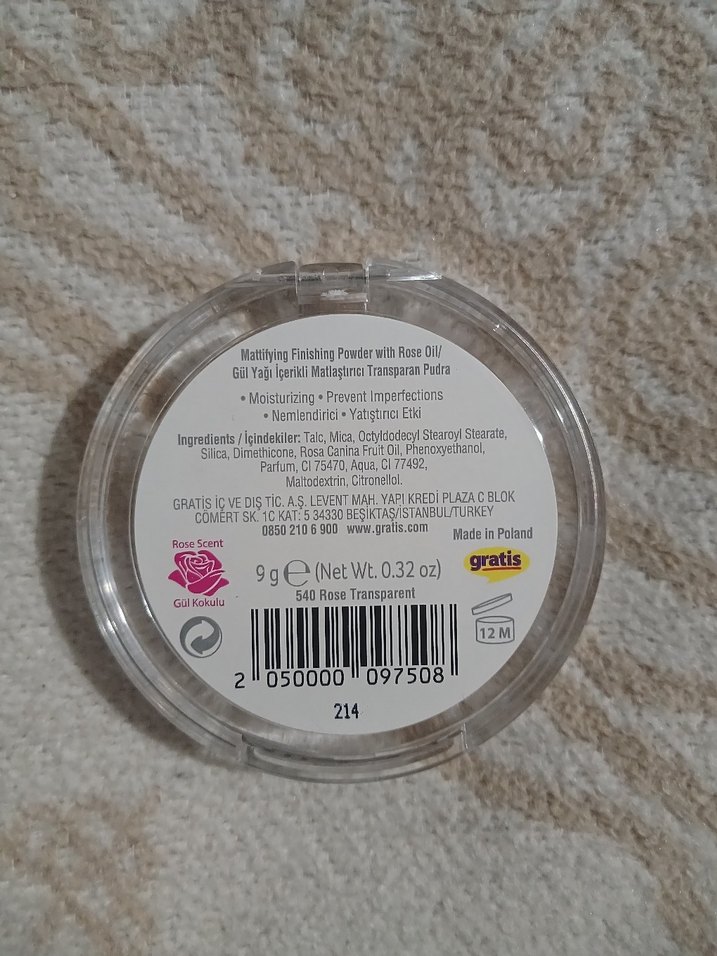 Mattifying Finishing Powder with Rose Oil/
Gül Yağı İçerikli Matlaştırıcı Transparan Pudra
• Moisturizing • Prevent Imperfections
• Nemlendirici • Yatıştırıcı Etki
Ingredients / İçindekiler: Talc, Mica, Octyldodecyl Stearoyl Stearate,
Silica, Dimethicone, Rosa Canina Fruit Oil, Phenoxyethanol,
Parfum, CI 75470, Aqua, CI 77492,
Maltodextrin, Citronellol.
GRATİS İÇ VE DIŞ TİC. A.Ş. LEVENT MAH. YAPI KREDİ PLAZA C BLOK
CÖMERT SK. 1C KAT: 5 34330 BEŞİKTAŞ/İSTANBUL/TURKEY
0850 210 6 900 www.gratis.com
Made in Poland
Rose Scent
gratis
9 g ℮ (Net Wt. 0.32 oz)
Gül Kokulu
540 Rose Transparent
12 M
2 050000 097508
214